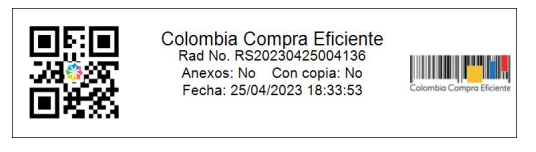 Colombia Compra Eficiente
Rad No. RS20230425004136
Anexos: No    Con copia: No
Fecha: 25/04/2023 18:33:53
Colombia Compra Eficiente